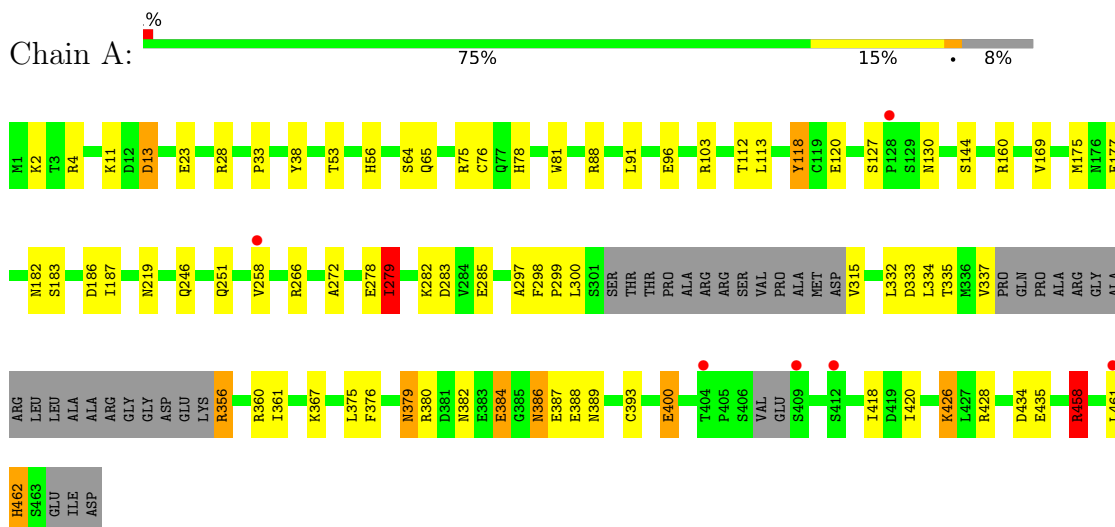 .%
Chain A:
75% 15% • 8%
M1 K2 T3 R4 K11 D12 D13 E23 R28 P33 Y38 T53 H56 S64 Q65 R75 C76 Q77 H78 W81 R88 L91 E96 R103 T112 L113 Y118 C119 E120 S127 P128 S129 N130 S144 R160 V169 M175 N176 E177
N182 S183 D186 I187 N219 Q246 Q251 V258 R266 A272 E278 I279 K282 D283 V284 E285 A297 F298 P299 L300 S301 SER THR THR PRO ALA ARG ARG SER VAL PRO ALA MET ASP V315 L332 D333 L334 T335 M336 V337 PRO GLN PRO ALA ARG GLY ALA
ARG LEU LEU ALA ALA ARG GLY GLY ASP GLU LYS R356 R360 I361 K367 L375 F376 N379 R380 D381 N382 E383 E384 G385 N386 E387 E388 N389 C393 E400 T404 P405 S406 VAL GLU S409 S412 I418 D419 I420 K426 L427 R428 D434 E435 R458 L461
H462 S463 GLU ILE ASP